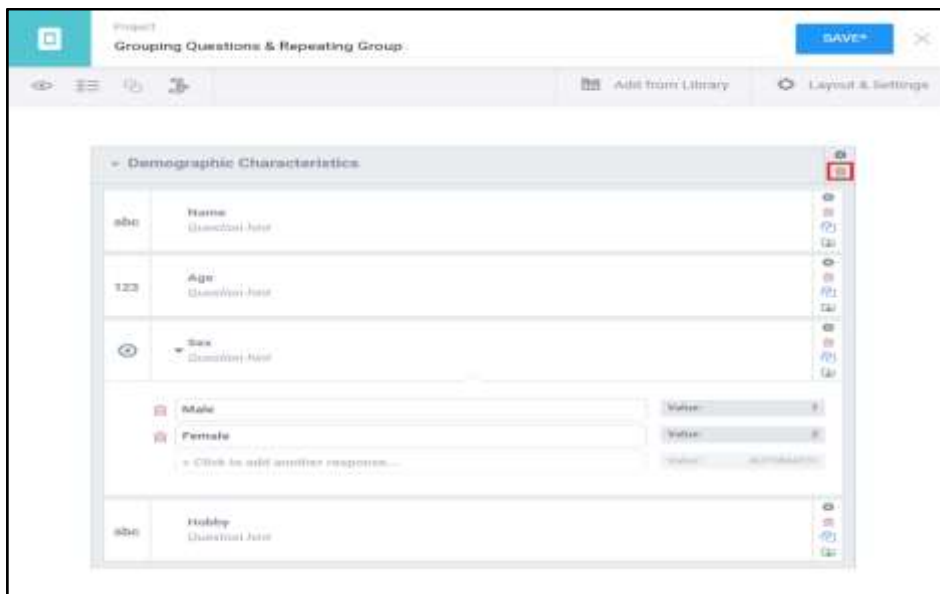 Project
Grouping Questions & Repeating Group
SAVE*
Add from Library
Layout & Settings
Demographic Characteristics
abc
Name
Question hint
123
Age
Question hint
Sex
Question hint
Male
Value:
1
Female
Value:
2
+ Click to add another response...
Value:
AUTOMATIC
abc
Hobby
Question hint